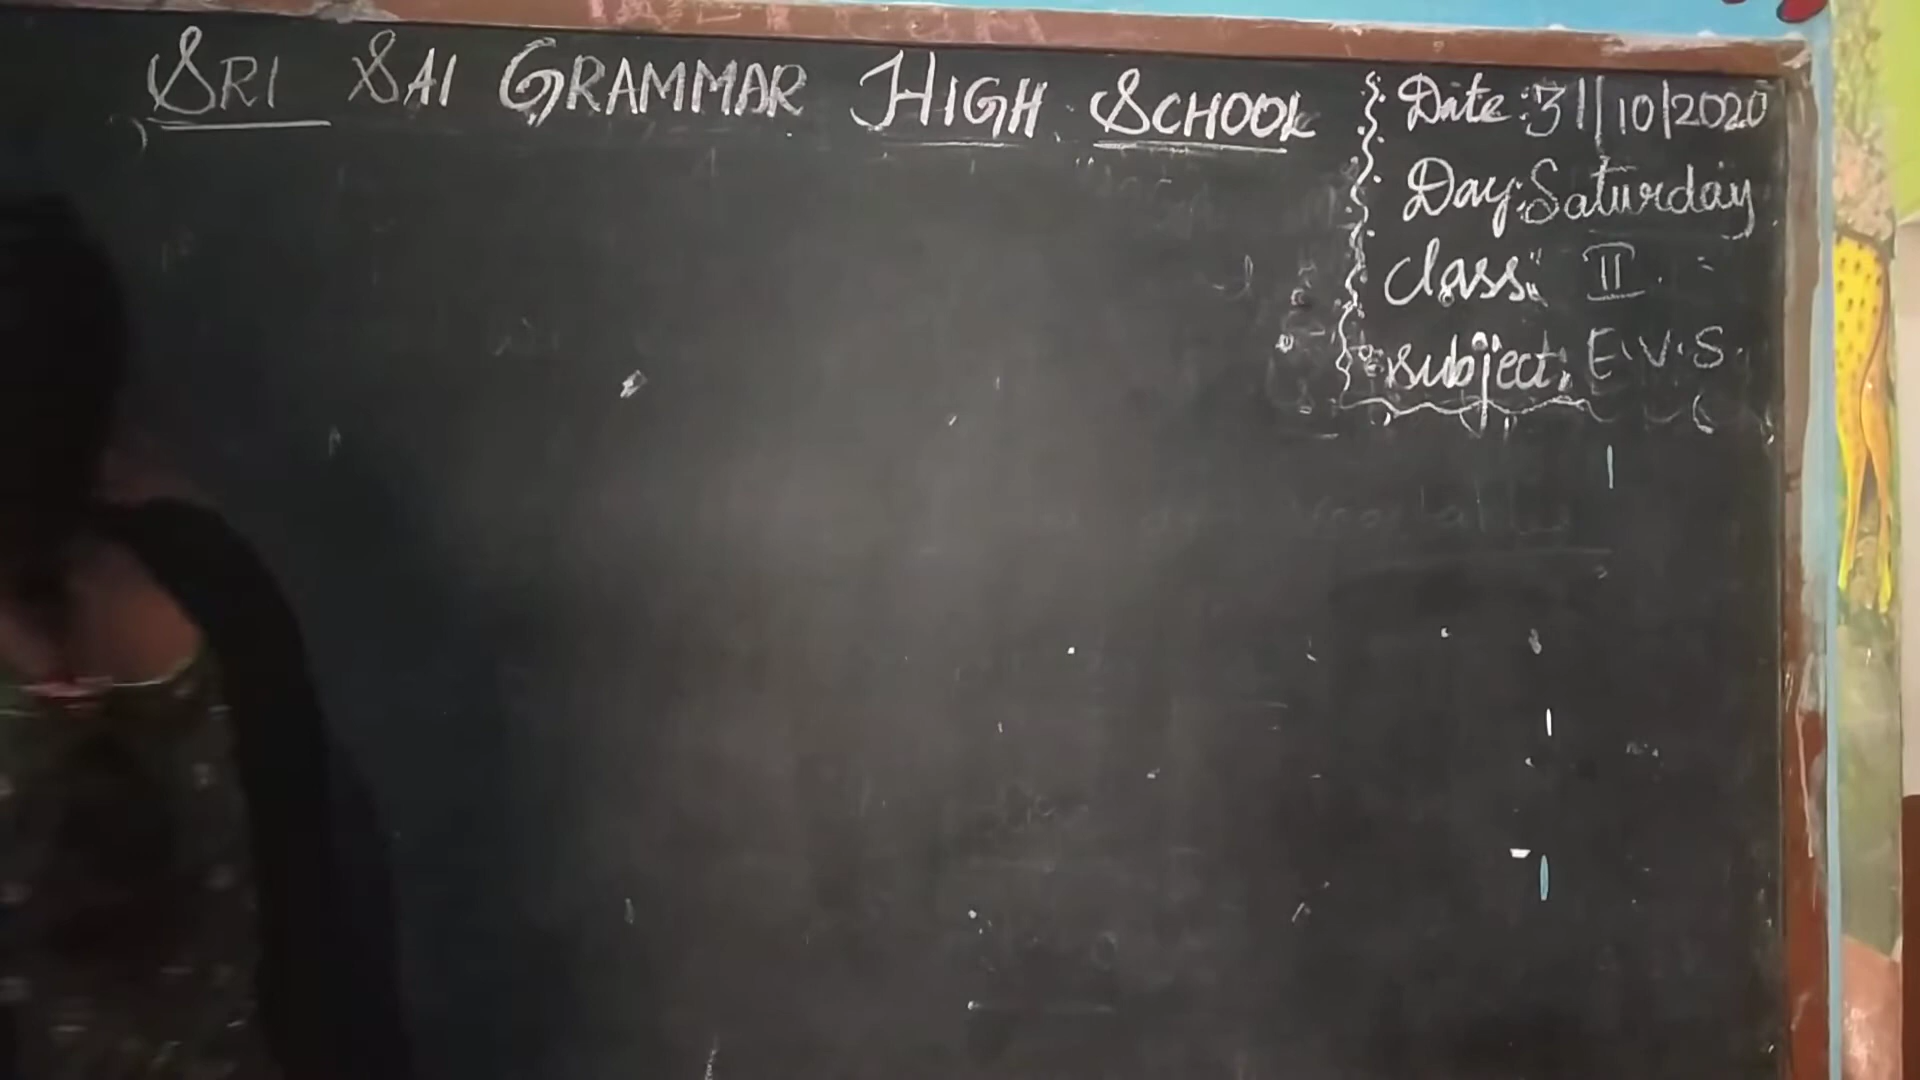 SRI SAI GRAMMAR HIGH SCHOOL
Date: 31/10/2020
Day: Saturday
Class: II
Subject: E.V.S.